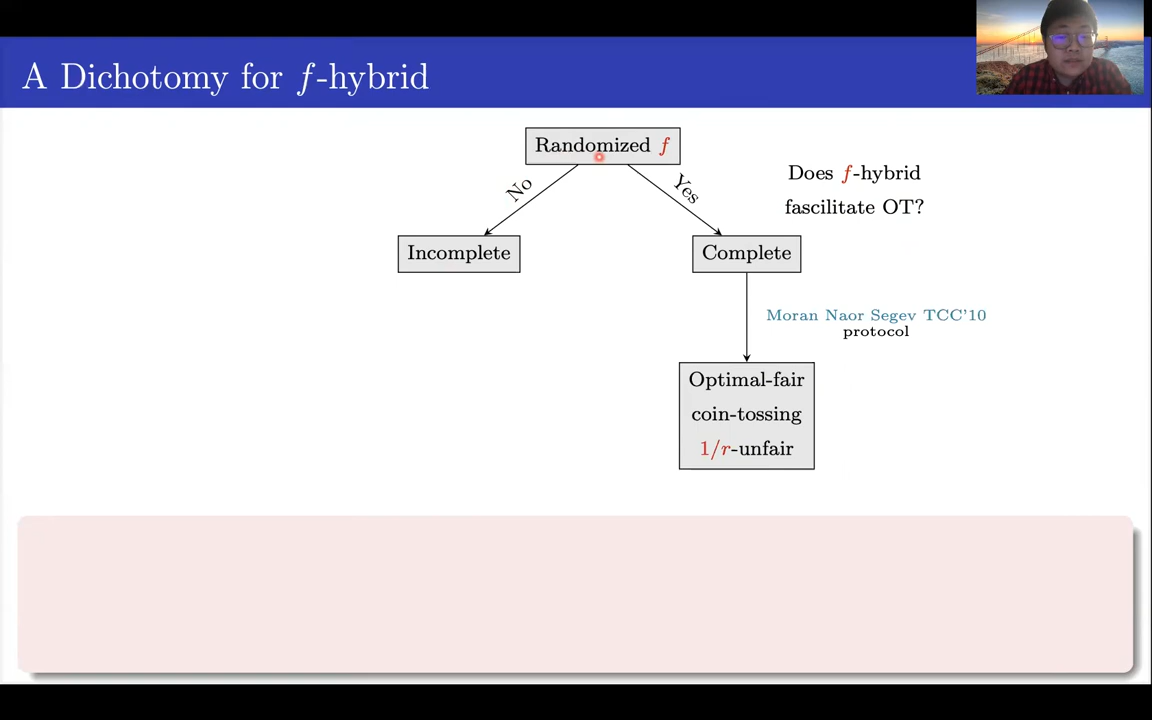 A Dichotomy for f-hybrid
Randomized f
No
Yes
Does f-hybrid
fascilitate OT?
Incomplete
Complete
Moran Naor Segev TCC'10
protocol
Optimal-fair
coin-tossing
1/r-unfair